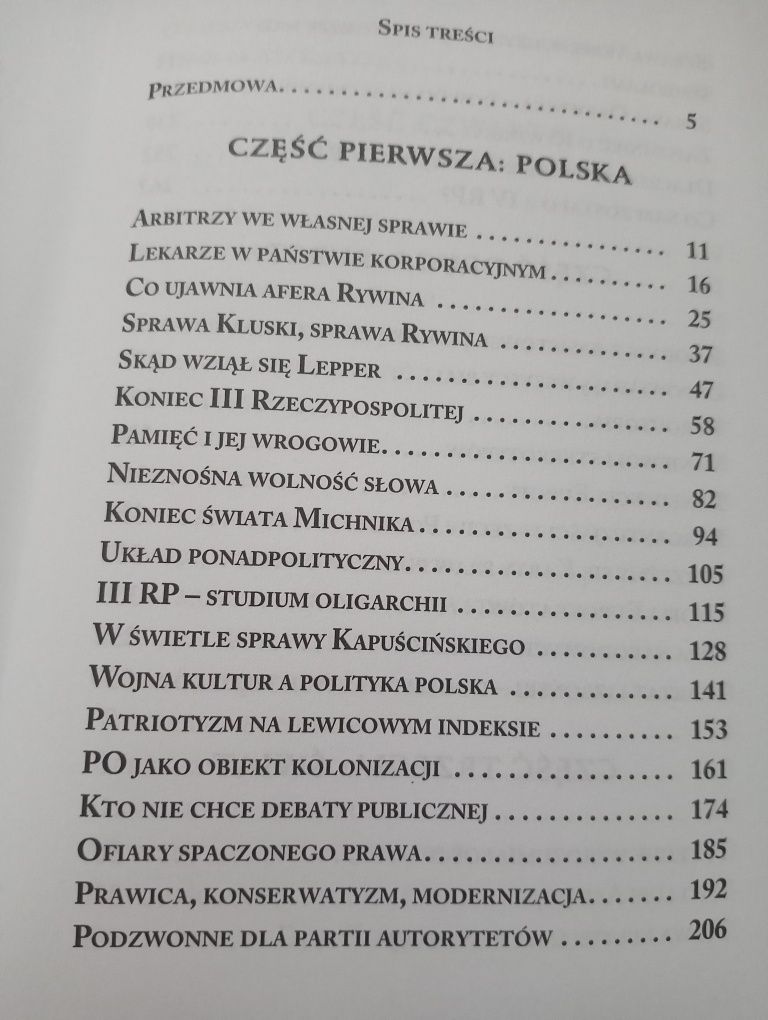 Spis treści
Przedmowa. . . . . . . . . . . . . . . . . . . . . . . . . . . . . . . . . . . . 5
CZĘŚĆ PIERWSZA: POLSKA
Arbitrzy we własnej sprawie . . . . . . . . . . . . . . . . . 11
Lekarze w państwie korporacyjnym . . . . . . . . . . 16
Co ujawnia afera Rywina . . . . . . . . . . . . . . . . . . . . 25
Sprawa Kluski, sprawa Rywina . . . . . . . . . . . . . . . 37
Skąd wziął się Lepper . . . . . . . . . . . . . . . . . . . . . . . . 47
Koniec III Rzeczypospolitej . . . . . . . . . . . . . . . . . 58
Pamięć i jej wrogowie. . . . . . . . . . . . . . . . . . . . . . . . . 71
Nieznośna wolność słowa . . . . . . . . . . . . . . . . . . . . 82
Koniec świata Michnika . . . . . . . . . . . . . . . . . . . . . . 94
Układ ponadpolityczny. . . . . . . . . . . . . . . . . . . . . . . 105
III RP – studium oligarchii . . . . . . . . . . . . . . . . . . 115
W świetle sprawy Kapuścińskiego . . . . . . . . . . . 128
Wojna kultur a polityka polska . . . . . . . . . . . . . 141
Patriotyzm na lewicowym indeksie . . . . . . . . . . 153
PO jako obiekt kolonizacji . . . . . . . . . . . . . . . . . . 161
Kto nie chce debaty publicznej . . . . . . . . . . . . . . . 174
Ofiary spaczonego prawa. . . . . . . . . . . . . . . . . . . . . 185
Prawica, konserwatyzm, modernizacja. . . . . . . 192
Podzwonne dla partii autorytetów . . . . . . . . . 206